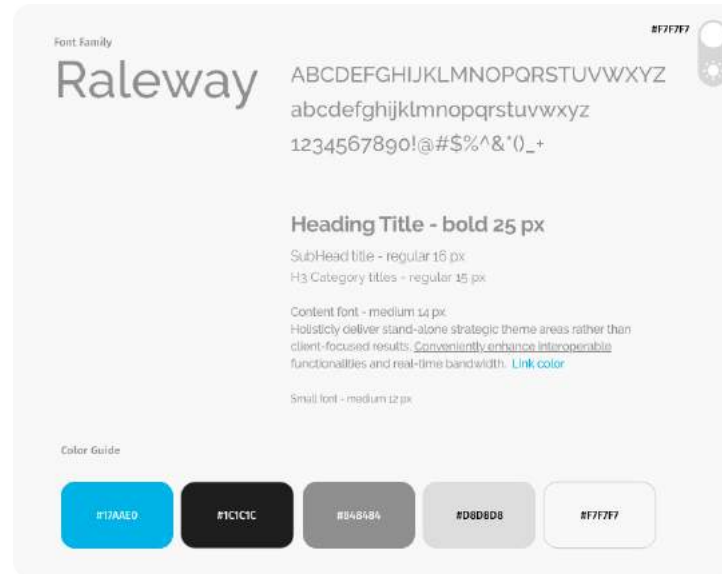 #F7F7F7
Font Family
Raleway
ABCDEFGHIJKLMNOPQRSTUVWXYZ
abcdefghijklmnopqrstuvwxyz
1234567890!@#$%^&*()_+
Heading Title - bold 25 px
SubHead title - regular 16 px
H3 Category titles - regular 15 px
Content font - medium 14 px
Holisticly deliver stand-alone strategic theme areas rather than
client-focused results. Conveniently enhance interoperable
functionalities and real-time bandwidth. Link color
Small font - medium 12 px
Color Guide
#17AAE0
#1C1C1C
#848484
#D8D8D8
#F7F7F7